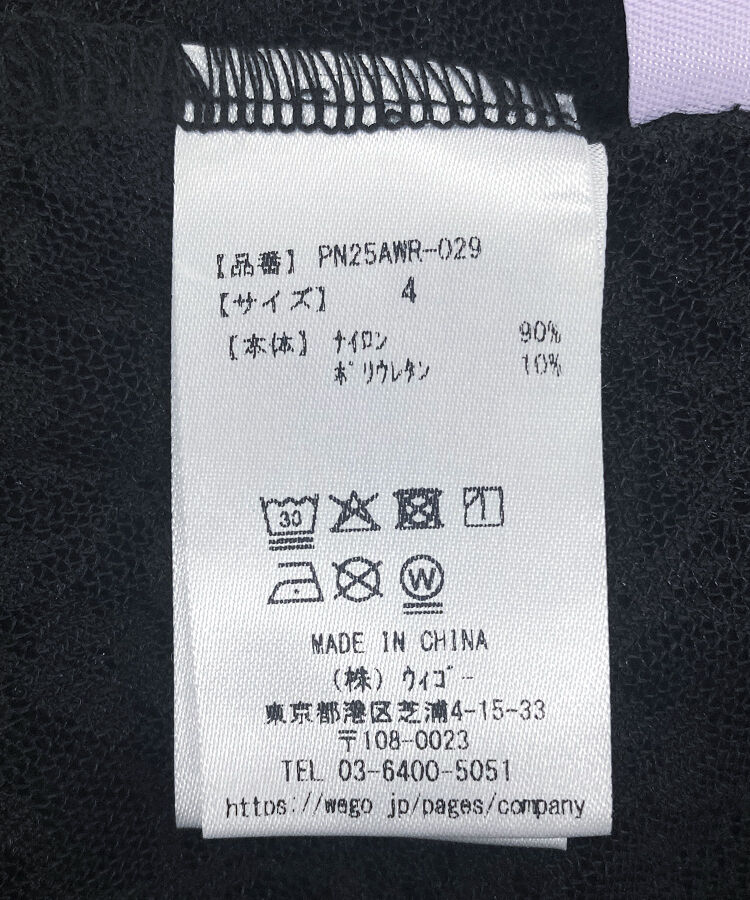 【品番】 PN25AWR-029
【サイズ】 4
【本体】 ナイロン 90%
ポリウレタン 10%
30
W
MADE IN CHINA
(株) ウィゴー
東京都港区芝浦4-15-33
〒108-0023
TEL 03-6400-5051
https://wego jp/pages/company